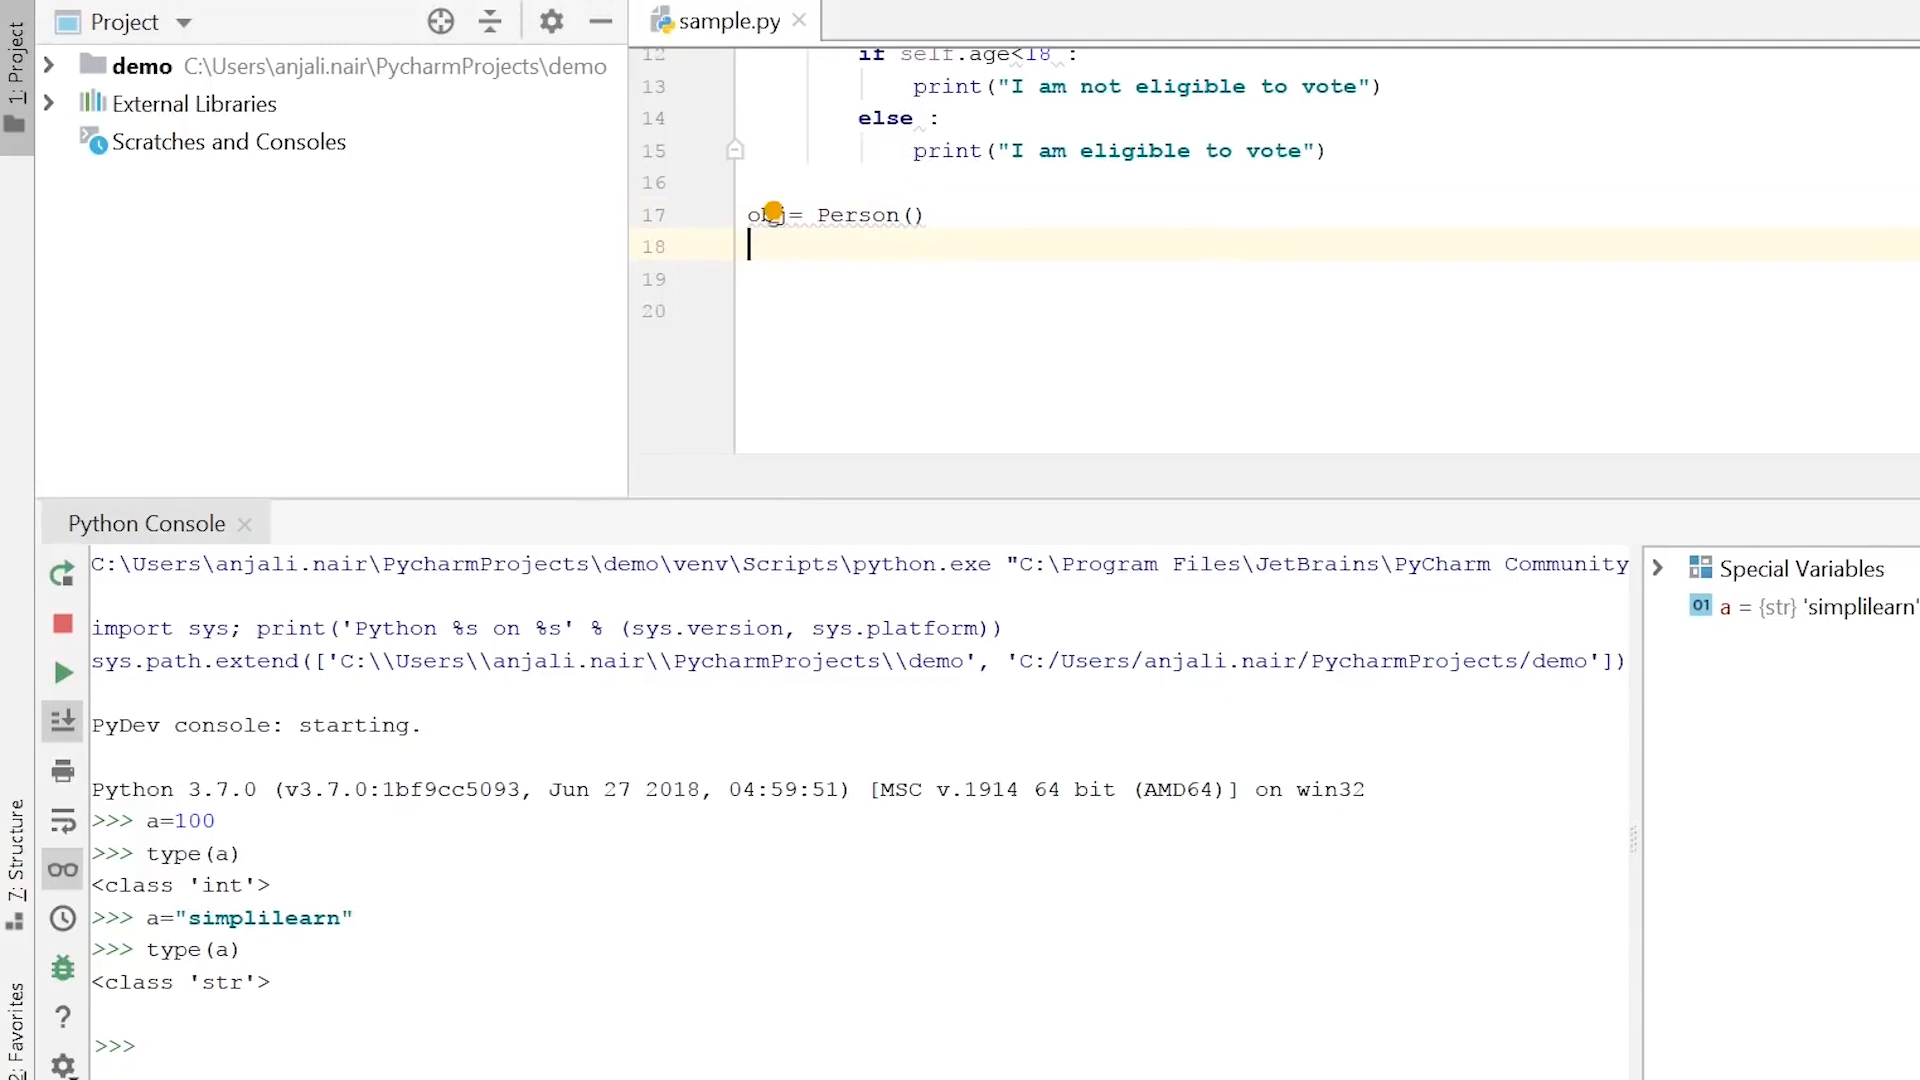 1: Project
Project
demo C:\Users\anjali.nair\PycharmProjects\demo
External Libraries
Scratches and Consoles
sample.py
12 if self.age<18 :
13 print("I am not eligible to vote")
14 else :
15 print("I am eligible to vote")
16
17 obj= Person()
18
19
20
Python Console
C:\Users\anjali.nair\PycharmProjects\demo\venv\Scripts\python.exe "C:\Program Files\JetBrains\PyCharm Community
import sys; print('Python %s on %s' % (sys.version, sys.platform))
sys.path.extend(['C:\\Users\\anjali.nair\\PycharmProjects\\demo', 'C:/Users/anjali.nair/PycharmProjects/demo'])
PyDev console: starting.
Python 3.7.0 (v3.7.0:1bf9cc5093, Jun 27 2018, 04:59:51) [MSC v.1914 64 bit (AMD64)] on win32
>>> a=100
>>> type(a)
<class 'int'>
>>> a="simplilearn"
>>> type(a)
<class 'str'>
>>>
Special Variables
01 a = {str} 'simplilearn'
7: Structure
2: Favorites